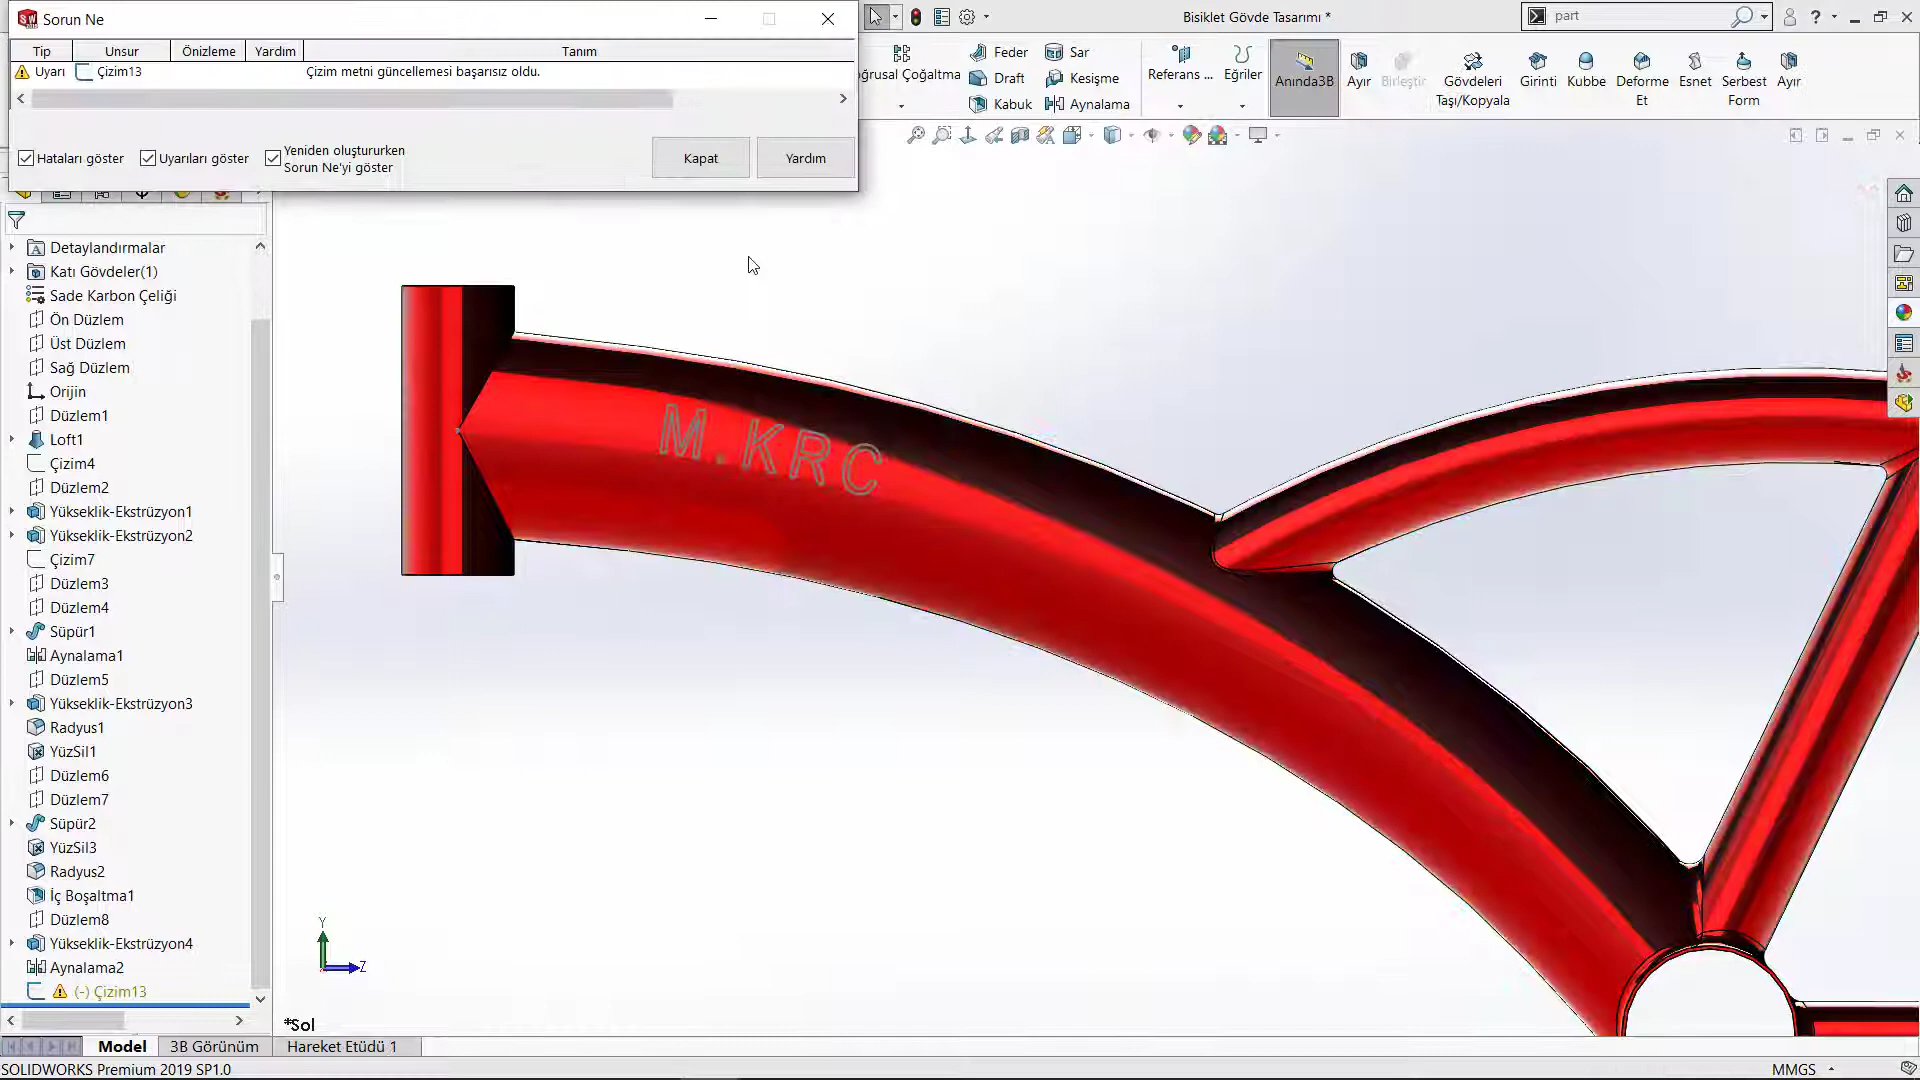 Sorun Ne
Tip Unsur Önizleme Yardım Tanım
Uyarı Çizim13 Çizim metni güncellemesi başarısız oldu.
Hataları göster Uyarıları göster Yeniden oluştururken
Sorun Ne'yi göster
Kapat Yardım
Bisiklet Gövde Tasarımı *
part
Çoğaltma
Feder Sar
Draft Kesişme
Kabuk Aynalama
Referans ...
Eğriler
Anında3B
Ayır
Birleştir
Gövdeleri
Taşı/Kopyala
Girinti
Kubbe
Deforme
Et
Esnet
Serbest
Form
Ayır
Detaylandırmalar
Katı Gövdeler(1)
Sade Karbon Çeliği
Ön Düzlem
Üst Düzlem
Sağ Düzlem
Orijin
Düzlem1
Loft1
Çizim4
Düzlem2
Yükseklik-Ekstrüzyon1
Yükseklik-Ekstrüzyon2
Çizim7
Düzlem3
Düzlem4
Süpür1
Aynalama1
Düzlem5
Yükseklik-Ekstrüzyon3
Radyus1
YüzSil1
Düzlem6
Düzlem7
Süpür2
YüzSil3
Radyus2
İç Boşaltma1
Düzlem8
Yükseklik-Ekstrüzyon4
Aynalama2
(-) Çizim13
M.KRC
Y
Z
*Sol
Model 3B Görünüm Hareket Etüdü 1
SOLIDWORKS Premium 2019 SP1.0
MMGS